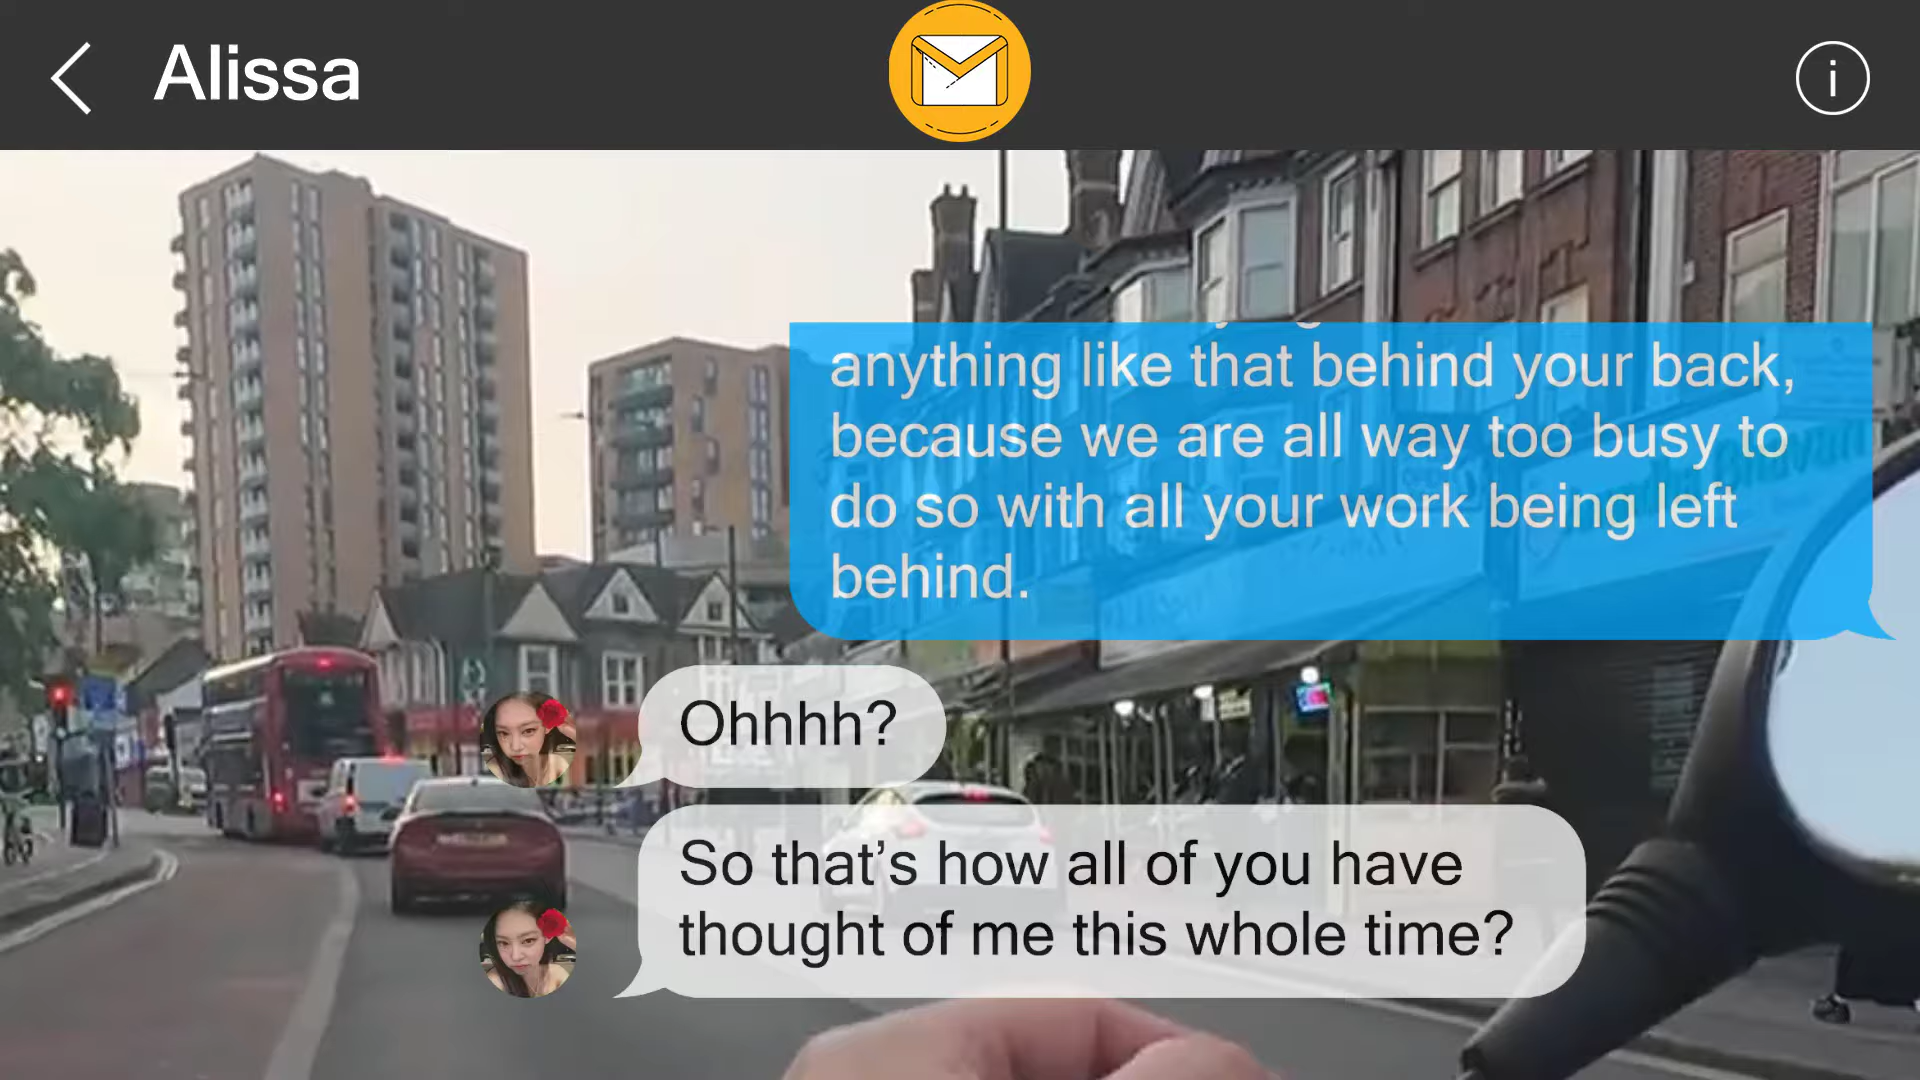 Alissa
anything like that behind your back,
because we are all way too busy to
do so with all your work being left
behind.
Ohhhh?
So that’s how all of you have
thought of me this whole time?